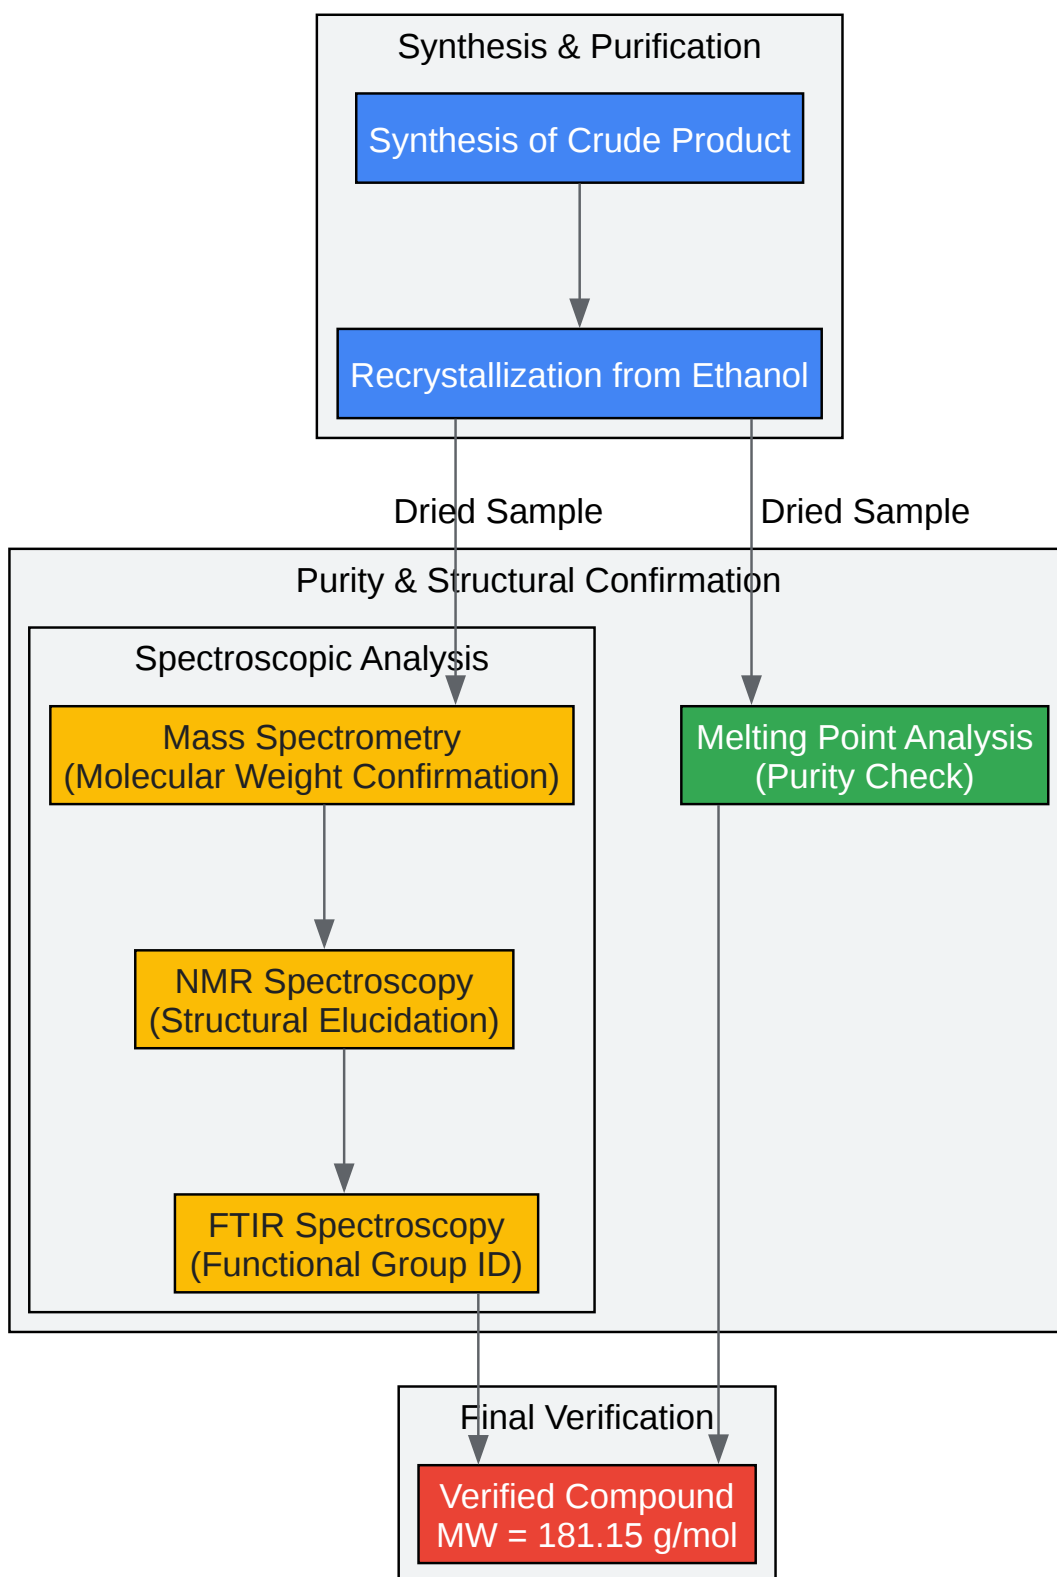 Synthesis & Purification
Synthesis of Crude Product
Recrystallization from Ethanol
Dried Sample
Dried Sample
Purity & Structural Confirmation
Spectroscopic Analysis
Mass Spectrometry
(Molecular Weight Confirmation)
Melting Point Analysis
(Purity Check)
NMR Spectroscopy
(Structural Elucidation)
FTIR Spectroscopy
(Functional Group ID)
Final Verification
Verified Compound
MW = 181.15 g/mol